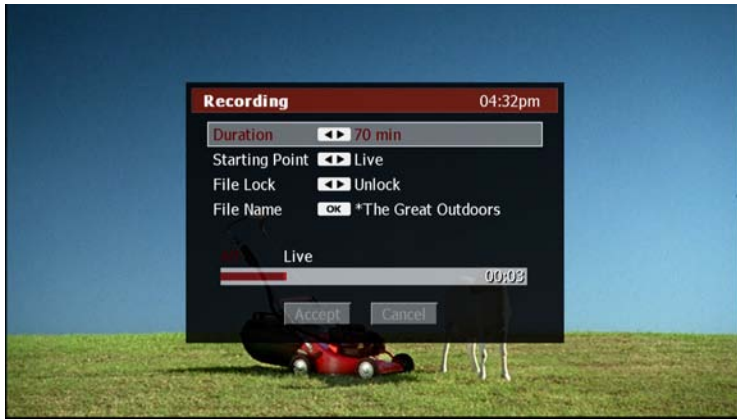 Recording 04:32pm
Duration 70 min
Starting Point Live
File Lock Unlock
File Name OK *The Great Outdoors
Live
00:03
Accept Cancel